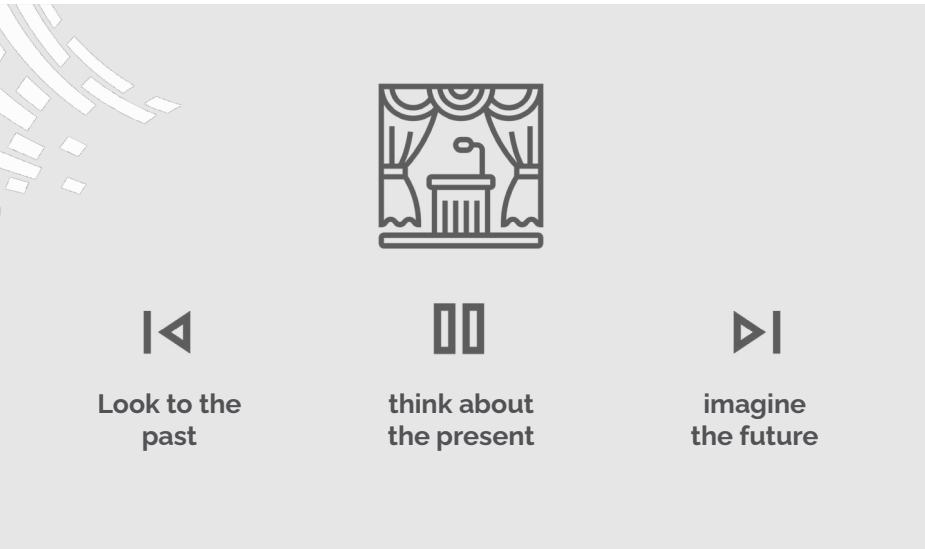 Look to the
past
think about
the present
imagine
the future